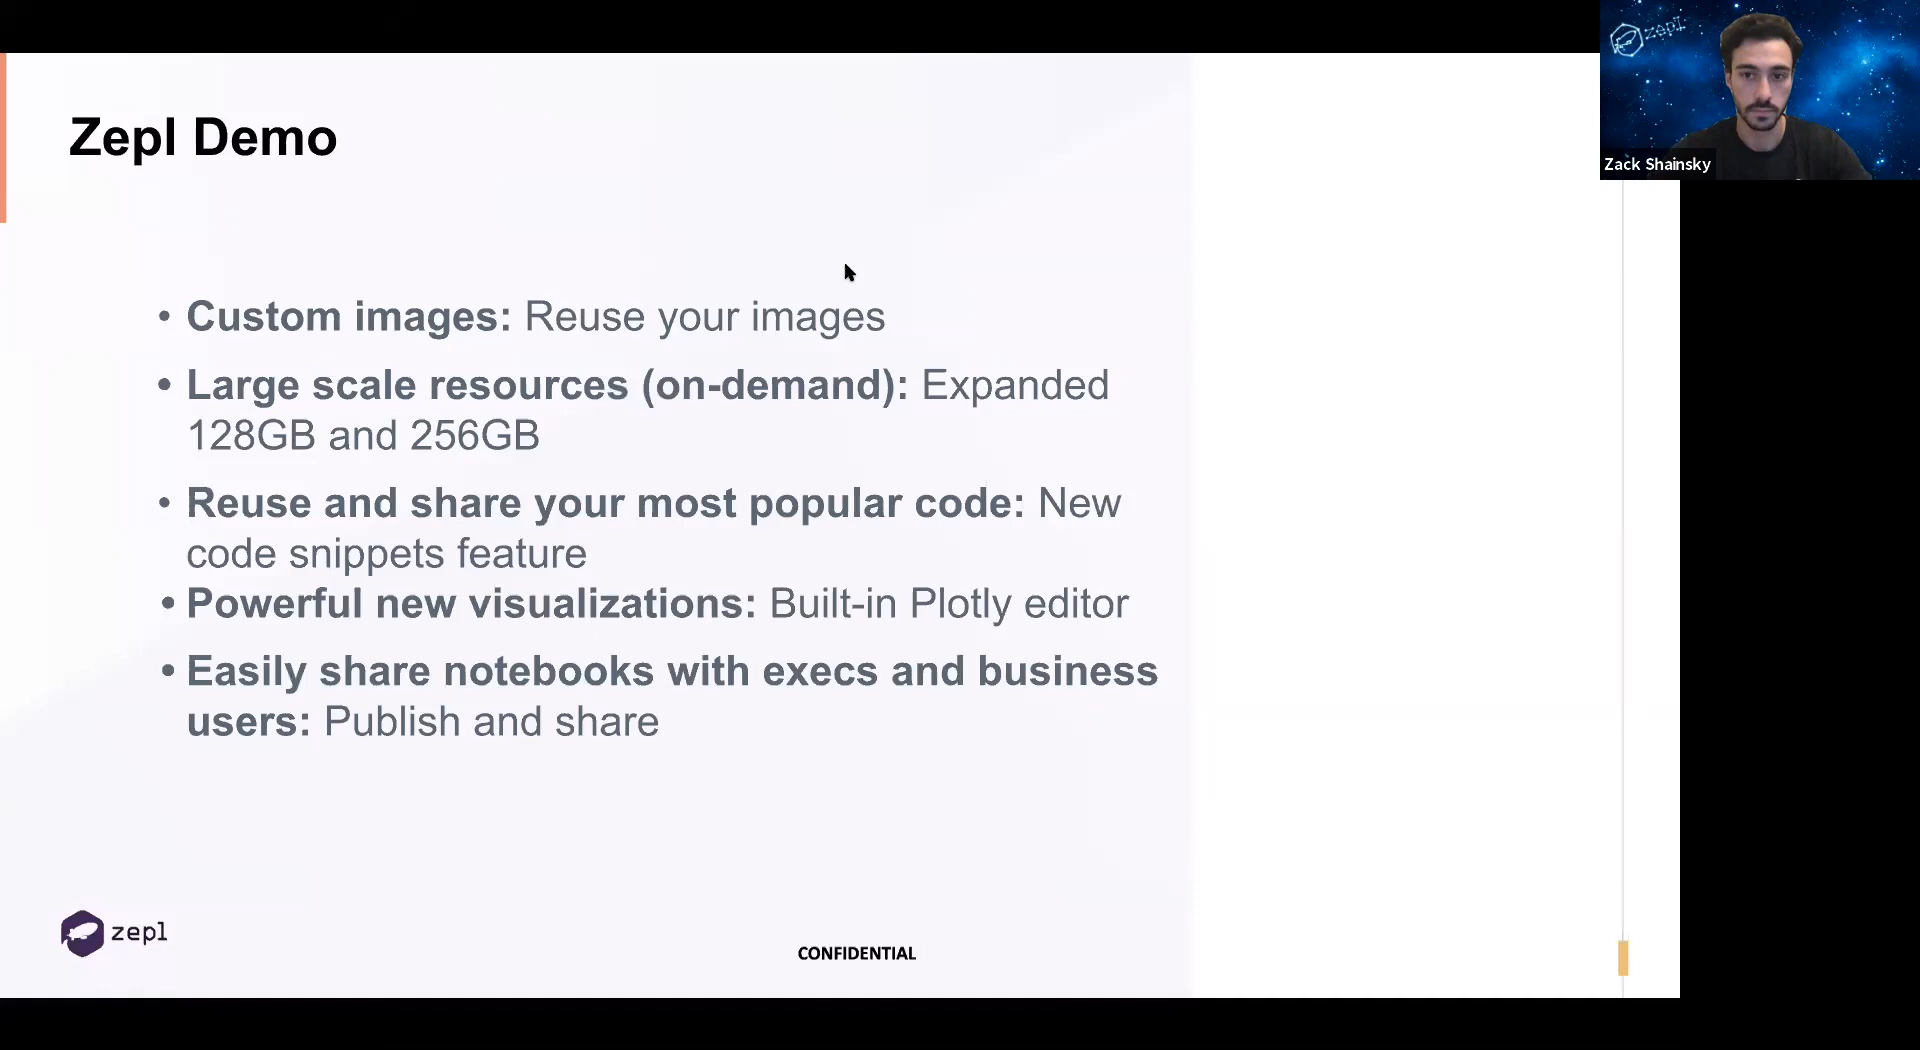 zepl
Zack Shainsky
Zepl Demo
• Custom images: Reuse your images
• Large scale resources (on-demand): Expanded
128GB and 256GB
• Reuse and share your most popular code: New
code snippets feature
• Powerful new visualizations: Built-in Plotly editor
• Easily share notebooks with execs and business
users: Publish and share
zepl
CONFIDENTIAL